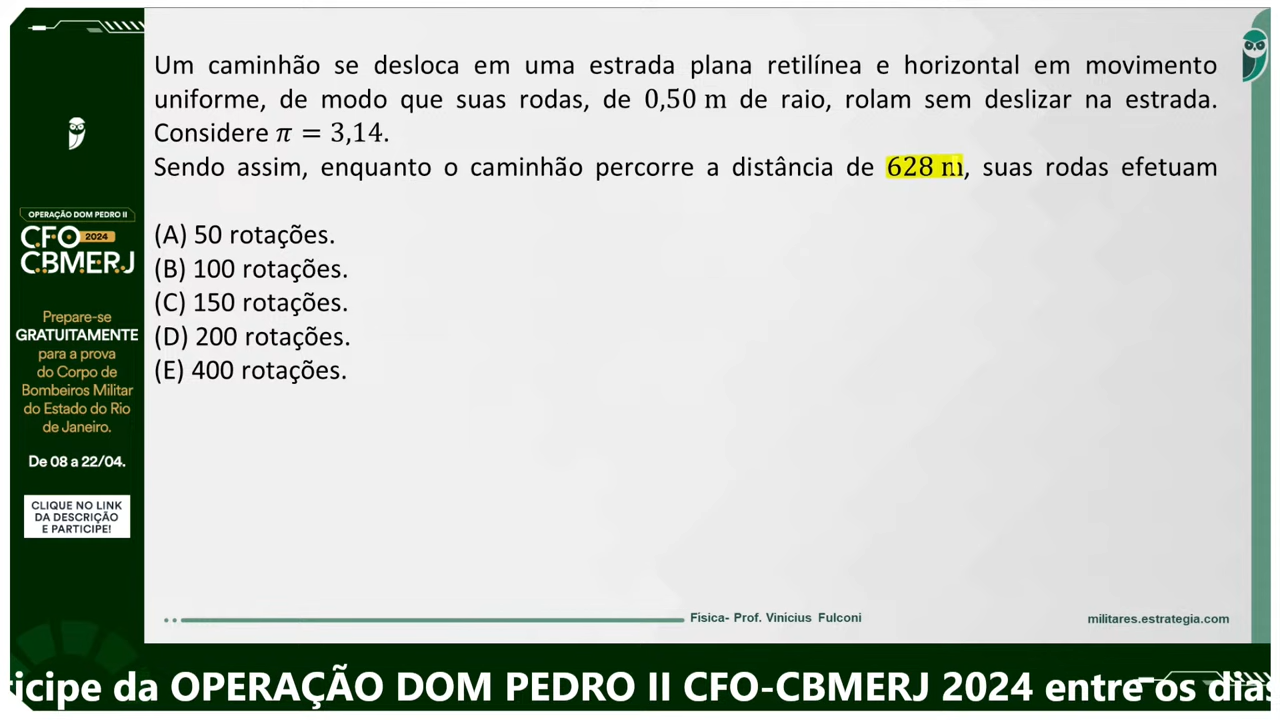 Um caminhão se desloca em uma estrada plana retilínea e horizontal em movimento
uniforme, de modo que suas rodas, de 0,50 m de raio, rolam sem deslizar na estrada.
Considere π = 3,14.
Sendo assim, enquanto o caminhão percorre a distância de 628 m, suas rodas efetuam
(A) 50 rotações.
(B) 100 rotações.
(C) 150 rotações.
(D) 200 rotações.
(E) 400 rotações.
OPERAÇÃO DOM PEDRO II
CFO 2024
CBMERJ
Prepare-se
GRATUITAMENTE
para a prova
do Corpo de
Bombeiros Militar
do Estado do Rio
de Janeiro.
De 08 a 22/04.
CLIQUE NO LINK
DA DESCRIÇÃO
E PARTICIPE!
Física- Prof. Vinícius Fulconi
militares.estrategia.com
ticipe da OPERAÇÃO DOM PEDRO II CFO-CBMERJ 2024 entre os dias